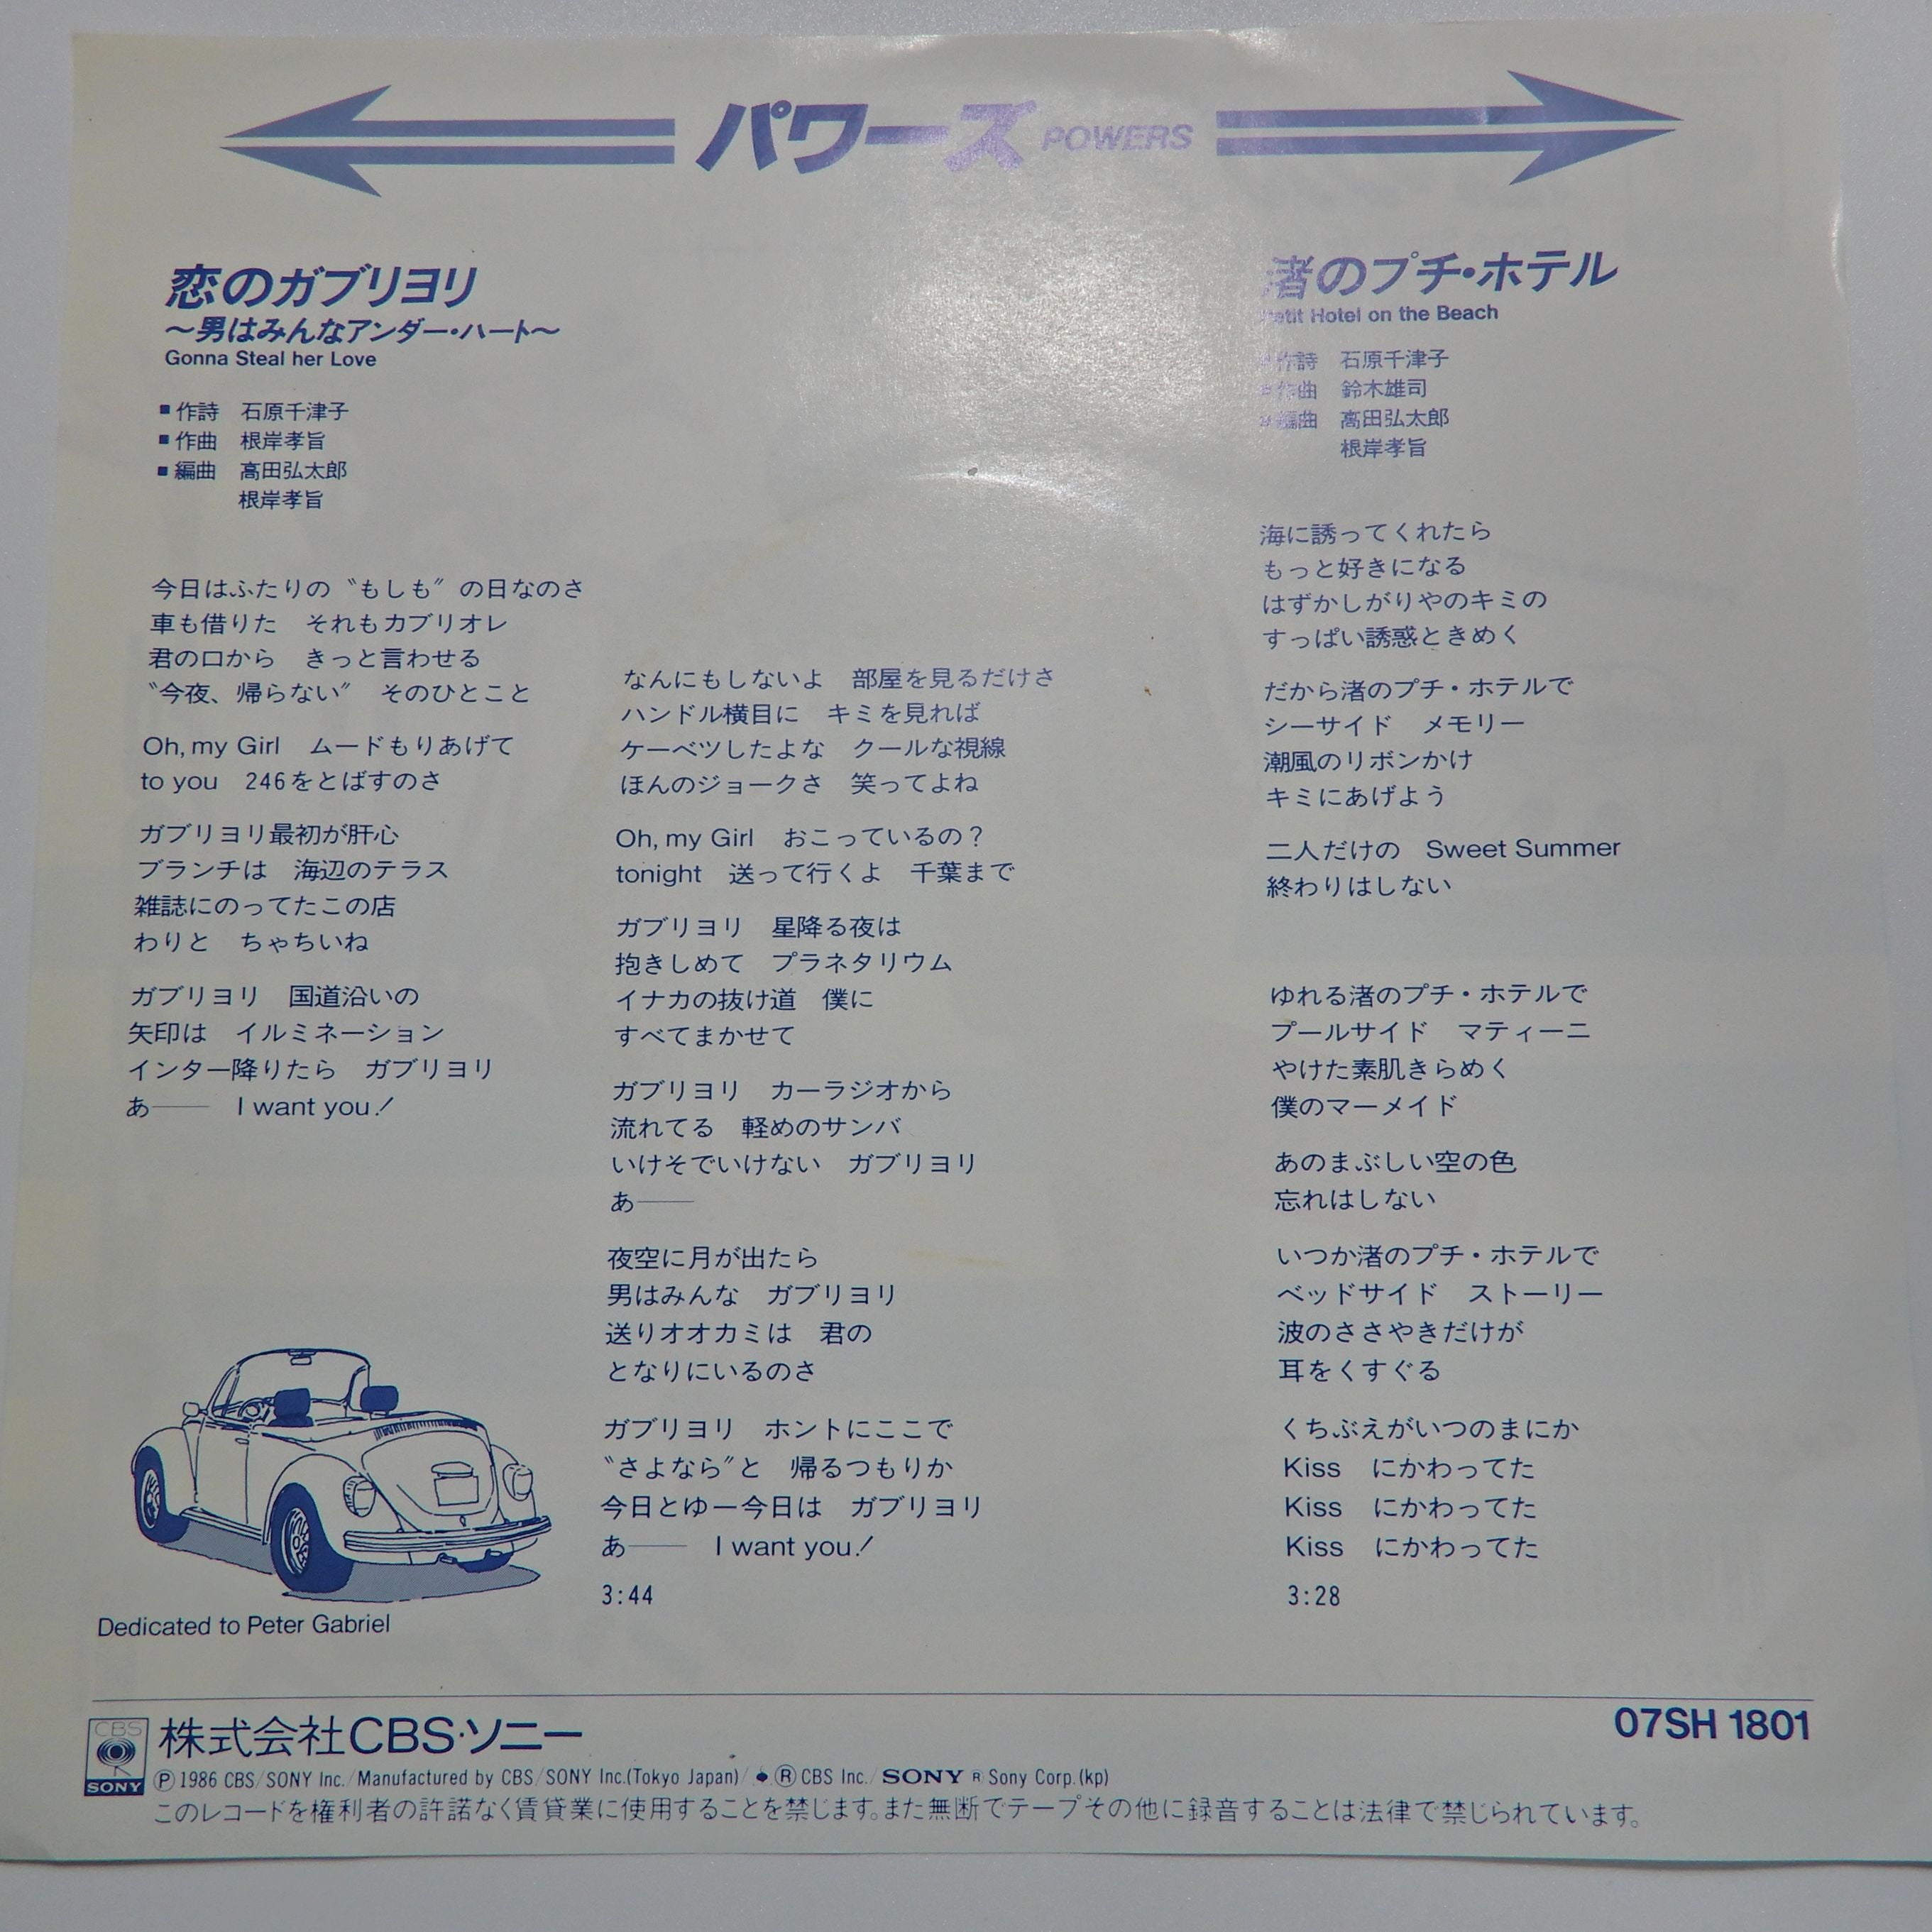 パワーズ POWERS
恋のガブリヨリ
〜男はみんなアンダー・ハート〜
Gonna Steal her Love
■作詩 石原千津子
■作曲 根岸孝旨
■編曲 高田弘太郎
根岸孝旨
今日はふたりの〝もしも〞の日なのさ
車も借りた それもカブリオレ
君の口から きっと言わせる
〝今夜、帰らない〞 そのひとこと
Oh, my Girl ムードもりあげて
to you 246をとばすのさ
ガブリヨリ最初が肝心
ブランチは 海辺のテラス
雑誌にのってたこの店
わりと ちゃちいね
ガブリヨリ 国道沿いの
矢印は イルミネーション
インター降りたら ガブリヨリ
あ―― I want you!
なんにもしないよ 部屋を見るだけさ
ハンドル横目に キミを見れば
ケーベツしたよな クールな視線
ほんのジョークさ 笑ってよね
Oh, my Girl おこっているの?
tonight 送って行くよ 千葉まで
ガブリヨリ 星降る夜は
抱きしめて プラネタリウム
イナカの抜け道 僕に
すべてまかせて
ガブリヨリ カーラジオから
流れてる 軽めのサンバ
いけそでいけない ガブリヨリ
あ――
夜空に月が出たら
男はみんな ガブリヨリ
送りオオカミは 君の
となりにいるのさ
ガブリヨリ ホントにここで
〝さよなら〞と 帰るつもりか
今日とゆー今日は ガブリヨリ
あ―― I want you!
3:44
渚のプチ・ホテル
Petit Hotel on the Beach
■作詩 石原千津子
■作曲 鈴木雄司
■編曲 高田弘太郎
根岸孝旨
海に誘ってくれたら
もっと好きになる
はずかしがりやのキミの
すっぱい誘惑ときめく
だから渚のプチ・ホテルで
シーサイド メモリー
潮風のリボンかけ
キミにあげよう
二人だけの Sweet Summer
終わりはしない
ゆれる渚のプチ・ホテルで
プールサイド マティーニ
やけた素肌きらめく
僕のマーメイド
あのまぶしい空の色
忘れはしない
いつか渚のプチ・ホテルで
ベッドサイド ストーリー
波のささやきだけが
耳をくすぐる
くちぶえがいつのまにか
Kiss にかわってた
Kiss にかわってた
Kiss にかわってた
3:28
Dedicated to Peter Gabriel
CBS
SONY
株式会社CBS・ソニー
07SH 1801
Ⓟ1986 CBS/SONY Inc./Manufactured by CBS/SONY Inc.(Tokyo Japan)/ ®CBS Inc./ SONY ®Sony Corp.(kp)
このレコードを権利者の許諾なく賃貸業に使用することを禁じます。また無断でテープその他に録音することは法律で禁じられています。